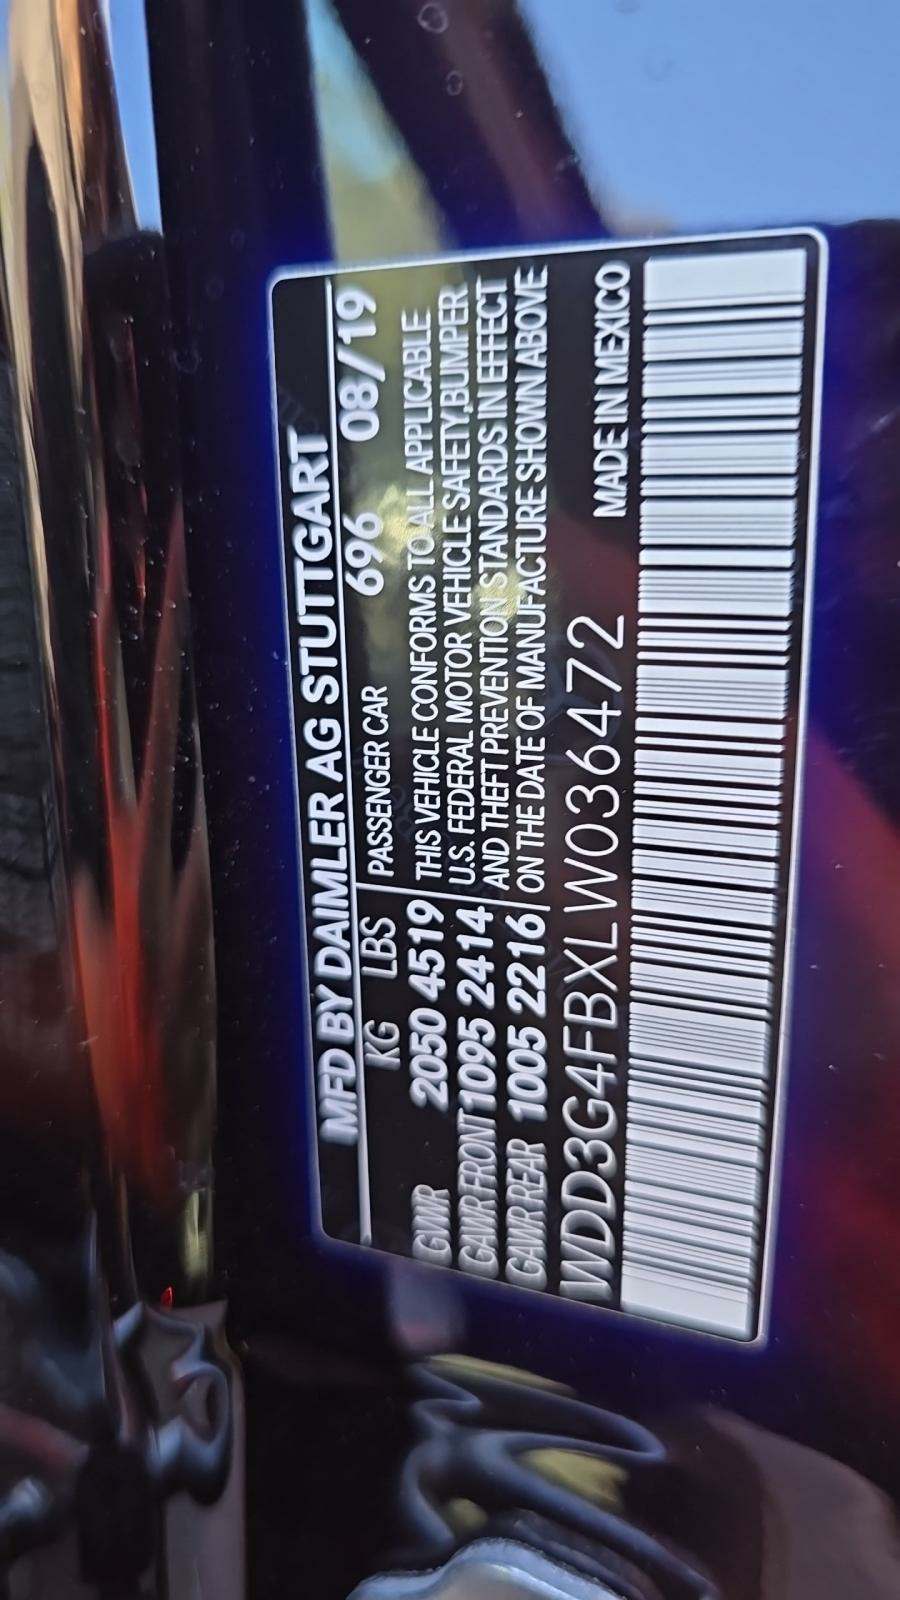 MFD BY DAIMLER AG STUTTGART
KG LBS PASSENGER CAR 696 08/19
GVWR 2050 4519 THIS VEHICLE CONFORMS TO ALL APPLICABLE
GAWR FRONT 1095 2414 U.S. FEDERAL MOTOR VEHICLE SAFETY,BUMPER
GAWR REAR 1005 2216 AND THEFT PREVENTION STANDARDS IN EFFECT
ON THE DATE OF MANUFACTURE SHOWN ABOVE
WDD3G4FBXLW036472 MADE IN MEXICO